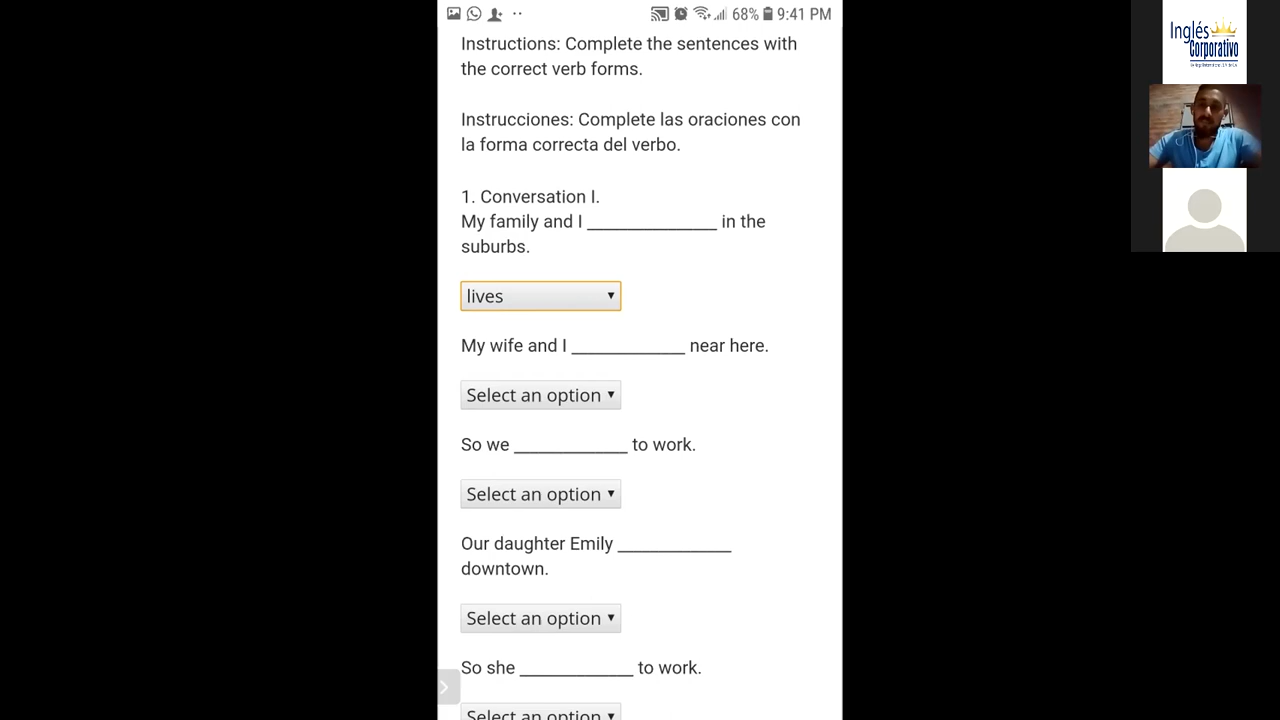 68% 9:41 PM
Instructions: Complete the sentences with
the correct verb forms.
Instrucciones: Complete las oraciones con
la forma correcta del verbo.
1. Conversation I.
My family and I _______________ in the
suburbs.
lives
My wife and I _____________ near here.
Select an option
So we _____________ to work.
Select an option
Our daughter Emily _____________
downtown.
Select an option
So she _____________ to work.
Select an option
Inglés
Corporativo